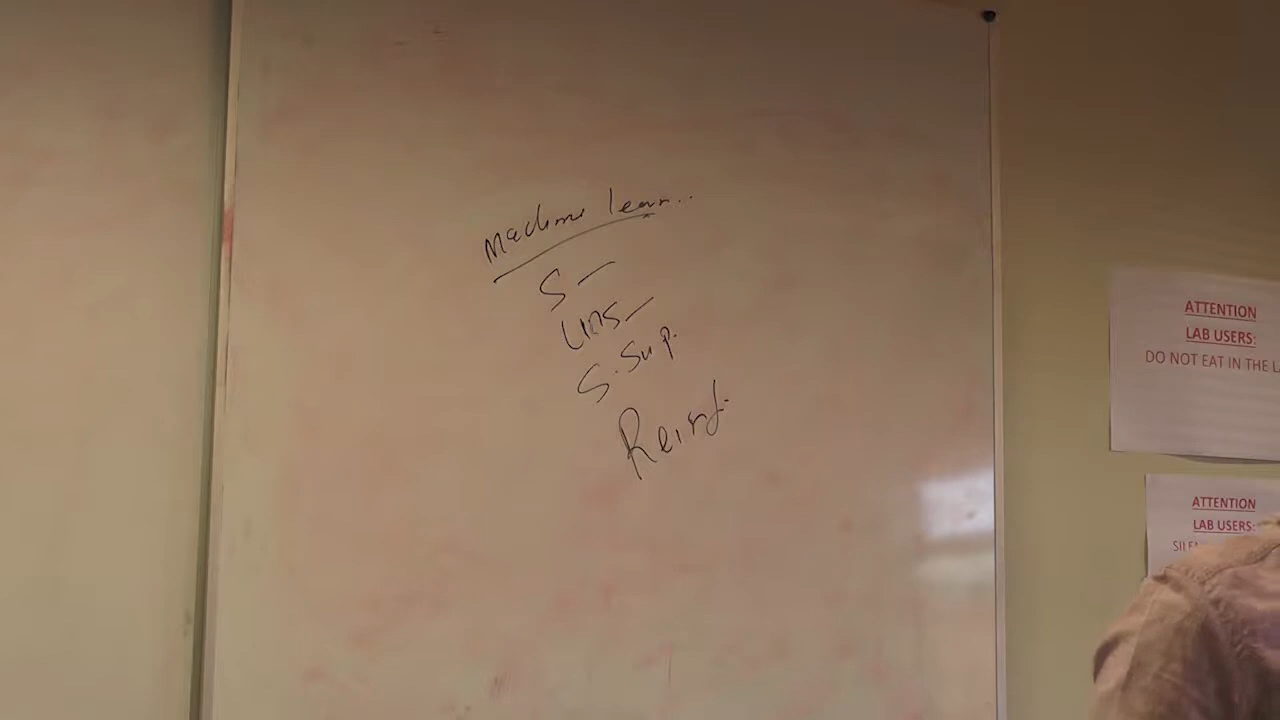 Machine learn..
S —
uns —
S. Sup.
Reinf.
ATTENTION
LAB USERS:
DO NOT EAT IN THE
ATTENTION
LAB USERS: